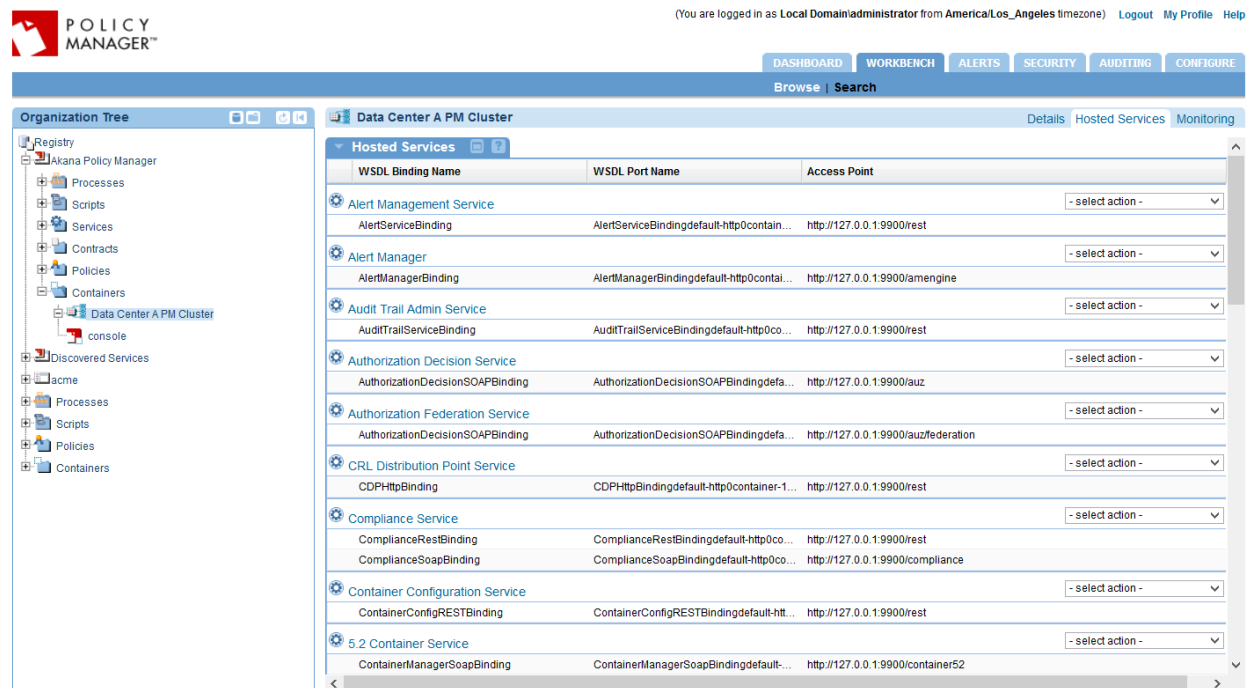 (You are logged in as Local Domain\administrator from America/Los_Angeles timezone) Logout My Profile Help
POLICY
MANAGER™
DASHBOARD WORKBENCH ALERTS SECURITY AUDITING CONFIGURE
Browse | Search
Organization Tree
Registry
Akana Policy Manager
Processes
Scripts
Services
Contracts
Policies
Containers
Data Center A PM Cluster
console
Discovered Services
acme
Processes
Scripts
Policies
Containers
Data Center A PM Cluster
Details Hosted Services Monitoring
Hosted Services
WSDL Binding Name WSDL Port Name Access Point
Alert Management Service - select action -
AlertServiceBinding AlertServiceBindingdefault-http0contain... http://127.0.0.1:9900/rest
Alert Manager - select action -
AlertManagerBinding AlertManagerBindingdefault-http0contai... http://127.0.0.1:9900/amengine
Audit Trail Admin Service - select action -
AuditTrailServiceBinding AuditTrailServiceBindingdefault-http0co... http://127.0.0.1:9900/rest
Authorization Decision Service - select action -
AuthorizationDecisionSOAPBinding AuthorizationDecisionSOAPBindingdefa... http://127.0.0.1:9900/auz
Authorization Federation Service - select action -
AuthorizationDecisionSOAPBinding AuthorizationDecisionSOAPBindingdefa... http://127.0.0.1:9900/auz/federation
CRL Distribution Point Service - select action -
CDPHttpBinding CDPHttpBindingdefault-http0container-1... http://127.0.0.1:9900/rest
Compliance Service - select action -
ComplianceRestBinding ComplianceRestBindingdefault-http0co... http://127.0.0.1:9900/rest
ComplianceSoapBinding ComplianceSoapBindingdefault-http0co... http://127.0.0.1:9900/compliance
Container Configuration Service - select action -
ContainerConfigRESTBinding ContainerConfigRESTBindingdefault-htt... http://127.0.0.1:9900/rest
5.2 Container Service - select action -
ContainerManagerSoapBinding ContainerManagerSoapBindingdefault-... http://127.0.0.1:9900/container52